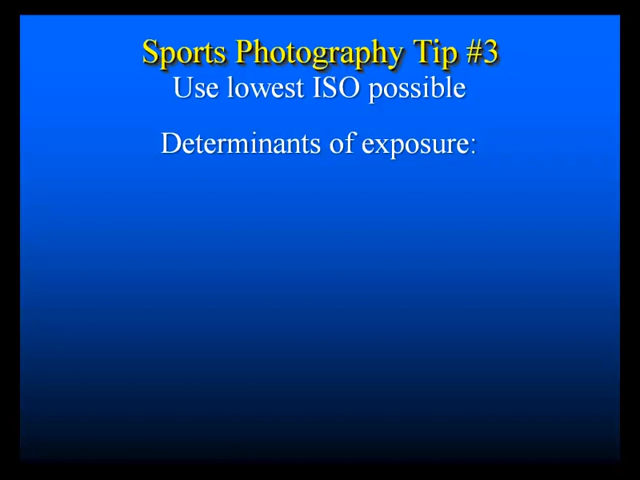 Sports Photography Tip #3
Use lowest ISO possible
Determinants of exposure: